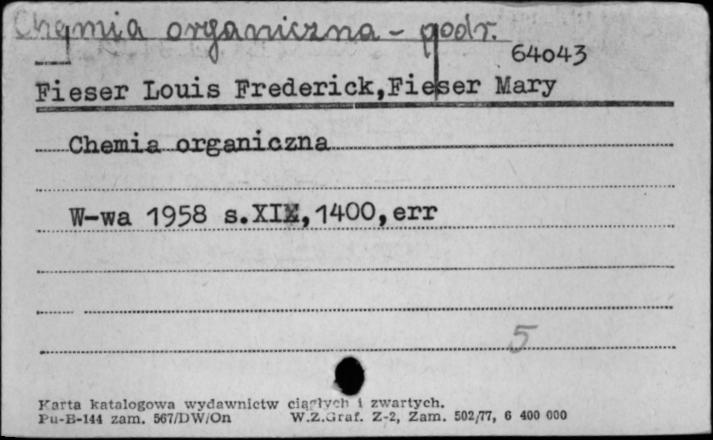 Chemia organiczna - podr.
64043
Fieser Louis Frederick,Fieser Mary
Chemia organiczna
W-wa 1958 s.XII,1400,err
5
Karta katalogowa wydawnictw ciągłych i zwartych.
Pu-B-144 zam. 567/DW/On W.Z.Graf. Z-2, Zam. 502/77, 6 400 000